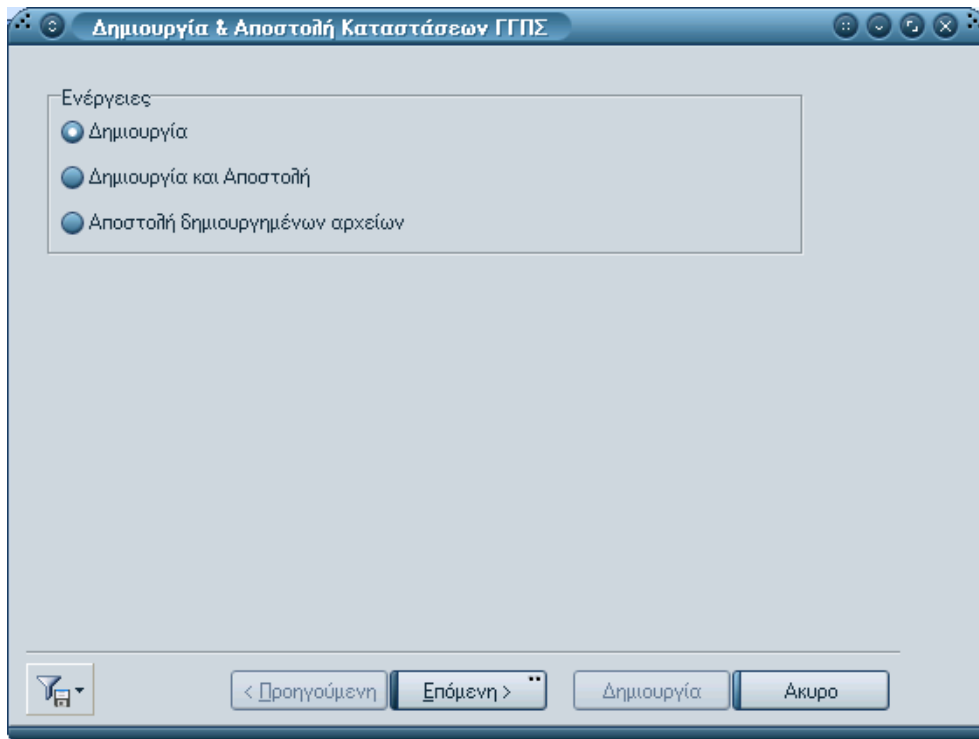 Δημιουργία & Αποστολή Καταστάσεων ΓΓΠΣ
Ενέργειες
Δημιουργία
Δημιουργία και Αποστολή
Αποστολή δημιουργημένων αρχείων
< Προηγούμενη Επόμενη > Δημιουργία Ακυρο